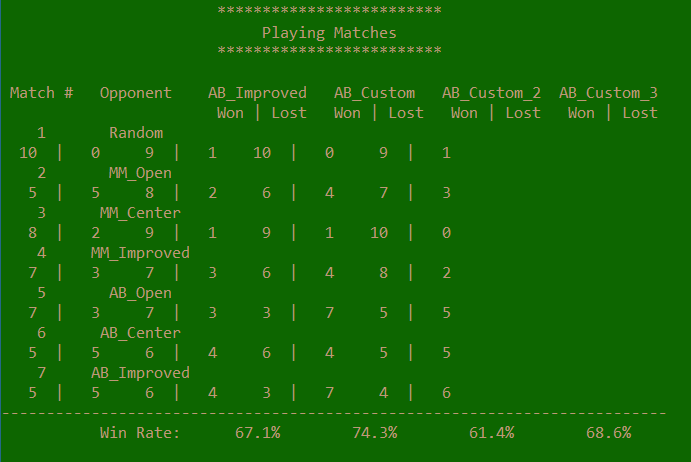 *************************
Playing Matches
*************************
Match # Opponent AB_Improved AB_Custom AB_Custom_2 AB_Custom_3
Won | Lost Won | Lost Won | Lost Won | Lost
1 Random
10 | 0 9 | 1 10 | 0 9 | 1
2 MM_Open
5 | 5 8 | 2 6 | 4 7 | 3
3 MM_Center
8 | 2 9 | 1 9 | 1 10 | 0
4 MM_Improved
7 | 3 7 | 3 6 | 4 8 | 2
5 AB_Open
7 | 3 7 | 3 3 | 7 5 | 5
6 AB_Center
5 | 5 6 | 4 6 | 4 5 | 5
7 AB_Improved
5 | 5 6 | 4 3 | 7 4 | 6
--------------------------------------------------------------------------
Win Rate: 67.1% 74.3% 61.4% 68.6%